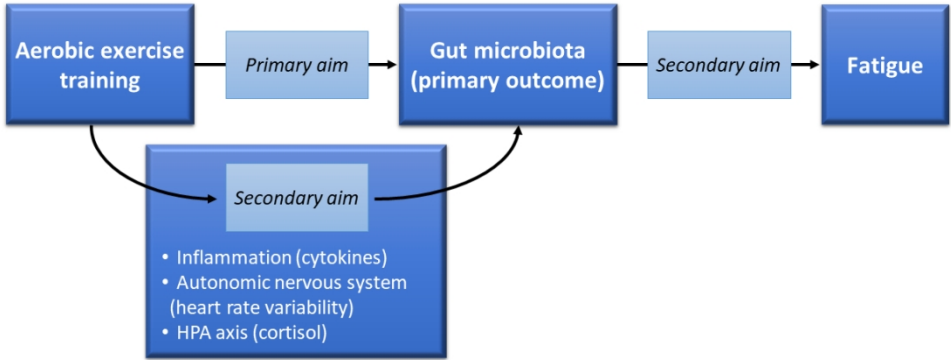 Aerobic exercise
training
Primary aim
Gut microbiota
(primary outcome)
Secondary aim
Fatigue
Secondary aim
• Inflammation (cytokines)
• Autonomic nervous system
(heart rate variability)
• HPA axis (cortisol)